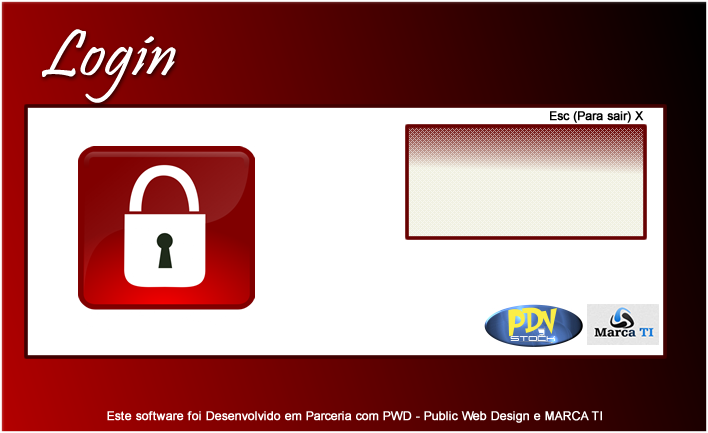 Login
Esc (Para sair) X
PDV
STOCK
Marca TI
Este software foi Desenvolvido em Parceria com PWD - Public Web Design e MARCA TI